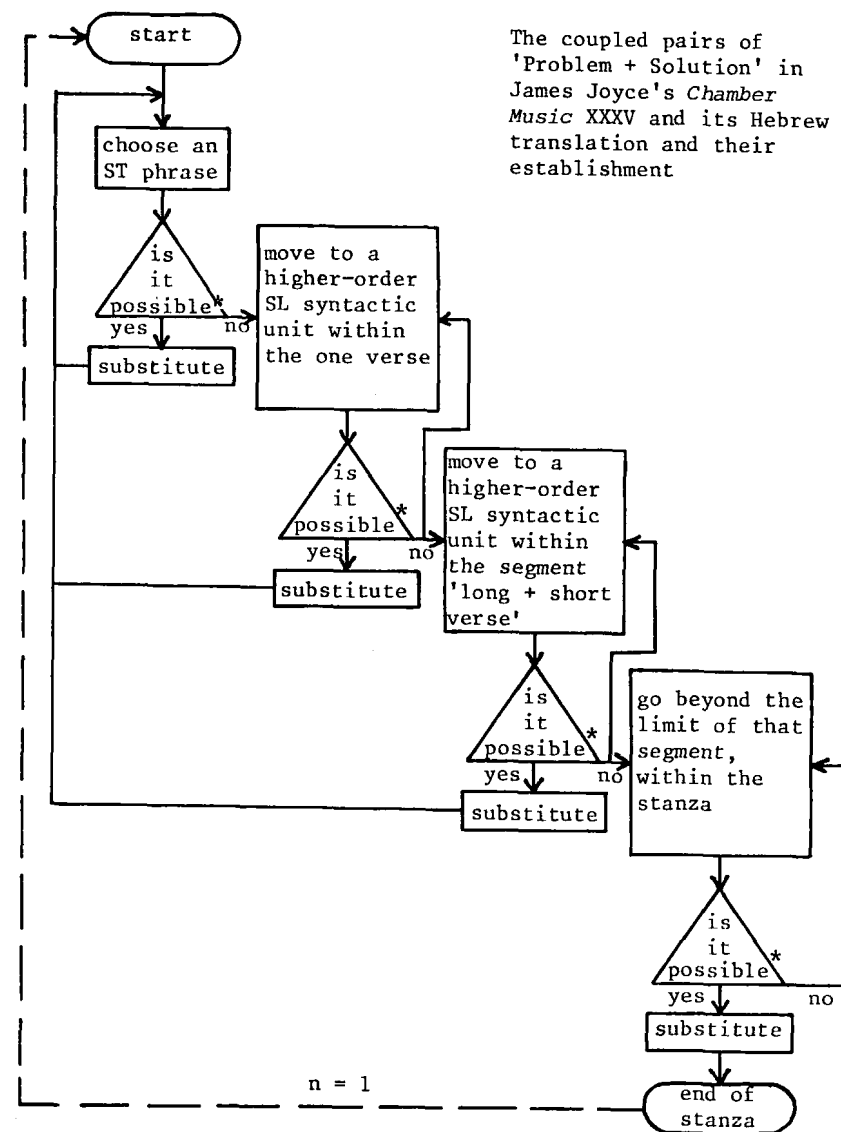 start
The coupled pairs of
'Problem + Solution' in
James Joyce's Chamber
Music XXXV and its Hebrew
translation and their
establishment
choose an
ST phrase
is
it
possible*
yes
no
substitute
move to a
higher-order
SL syntactic
unit within
the one verse
is
it
possible*
yes
no
substitute
move to a
higher-order
SL syntactic
unit within
the segment
'long + short
verse'
is
it
possible*
yes
no
substitute
go beyond the
limit of that
segment,
within the
stanza
is
it
possible*
yes
no
substitute
n = 1
end of
stanza